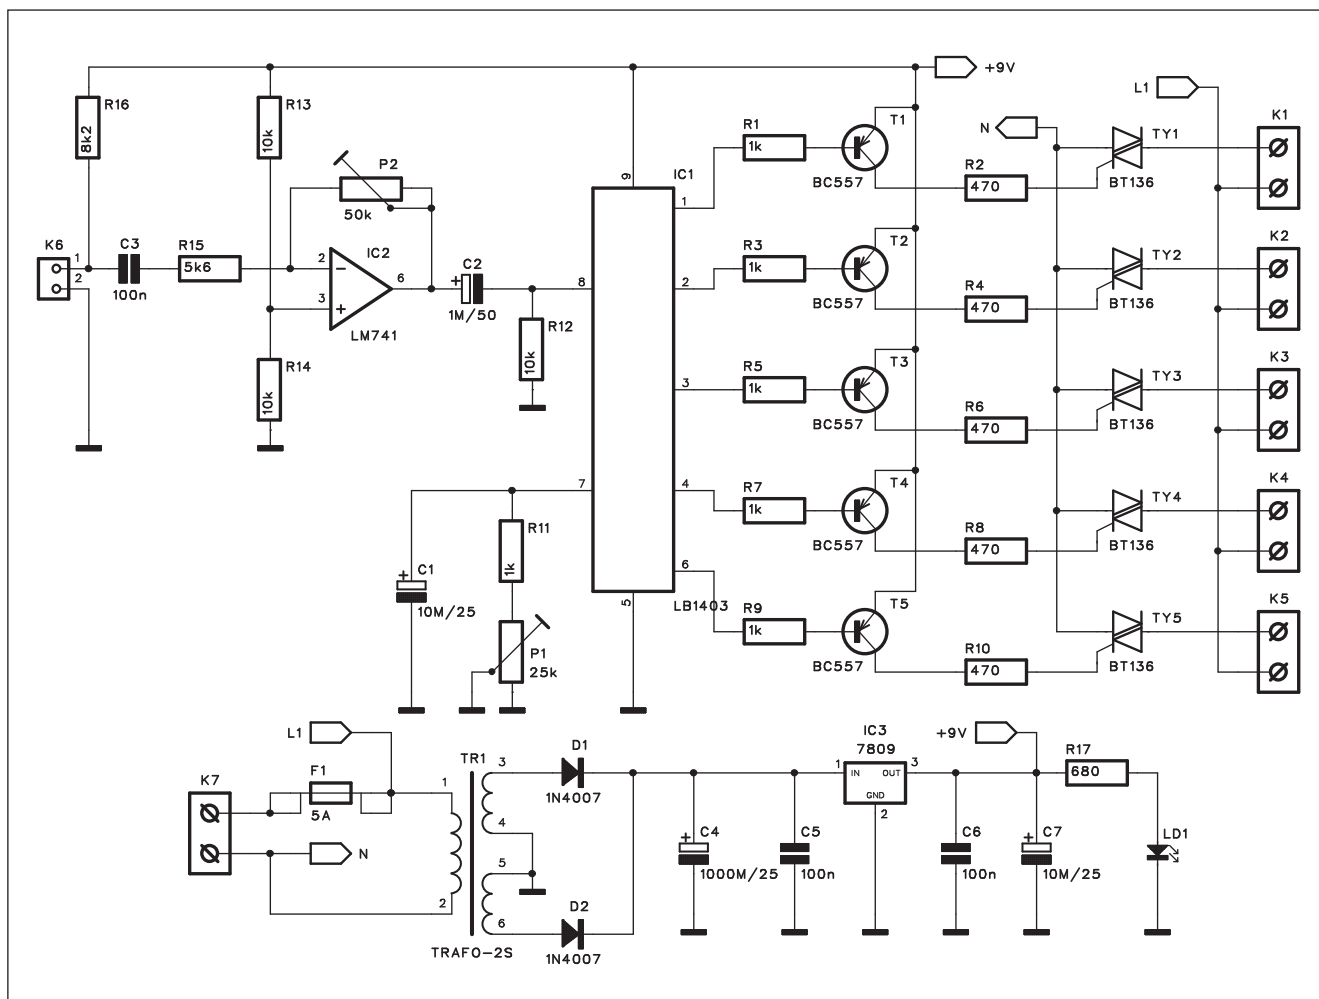 +9V
R16
8k2
R13
10k
P2
50k
K6
1
2
C3
100n
R15
5k6
IC2
2
3
6
LM741
C2
1M/50
R12
10k
R14
10k
8
9
IC1
1
2
3
4
6
7
5
LB1403
R1
1k
T1
BC557
R2
470
N
L1
TY1
BT136
K1
R3
1k
T2
BC557
R4
470
TY2
BT136
K2
R5
1k
T3
BC557
R6
470
TY3
BT136
K3
R7
1k
T4
BC557
R8
470
TY4
BT136
K4
R9
1k
T5
BC557
R10
470
TY5
BT136
K5
C1
10M/25
R11
1k
P1
25k
L1
K7
F1
5A
N
TR1
1
2
3
4
5
6
TRAFO-2S
D1
1N4007
D2
1N4007
C4
1000M/25
C5
100n
IC3
7809
1
IN
OUT
3
GND
2
+9V
C6
100n
C7
10M/25
R17
680
LD1